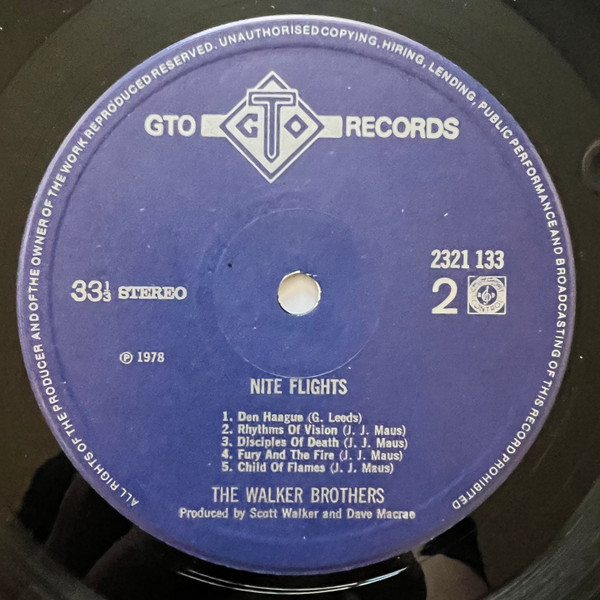 ALL RIGHTS OF THE PRODUCER AND OF THE OWNER OF THE WORK REPRODUCED RESERVED. UNAUTHORISED COPYING, HIRING, LENDING, PUBLIC PERFORMANCE AND BROADCASTING OF THIS RECORD PROHIBITED
GTO GTO RECORDS
2321 133
33⅓ STEREO 2
℗ 1978
NITE FLIGHTS
1. Den Haague (G. Leeds)
2. Rhythms Of Vision (J. J. Maus)
3. Disciples Of Death (J. J. Maus)
4. Fury And The Fire (J. J. Maus)
5. Child Of Flames (J. J. Maus)
THE WALKER BROTHERS
Produced by Scott Walker and Dave Macrae